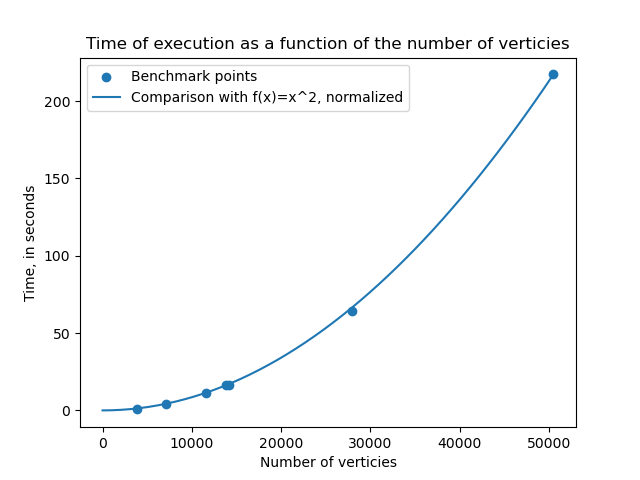 Time of execution as a function of the number of verticies
Benchmark points
Comparison with f(x)=x^2, normalized
Time, in seconds
200
150
100
50
0
0 10000 20000 30000 40000 50000
Number of verticies